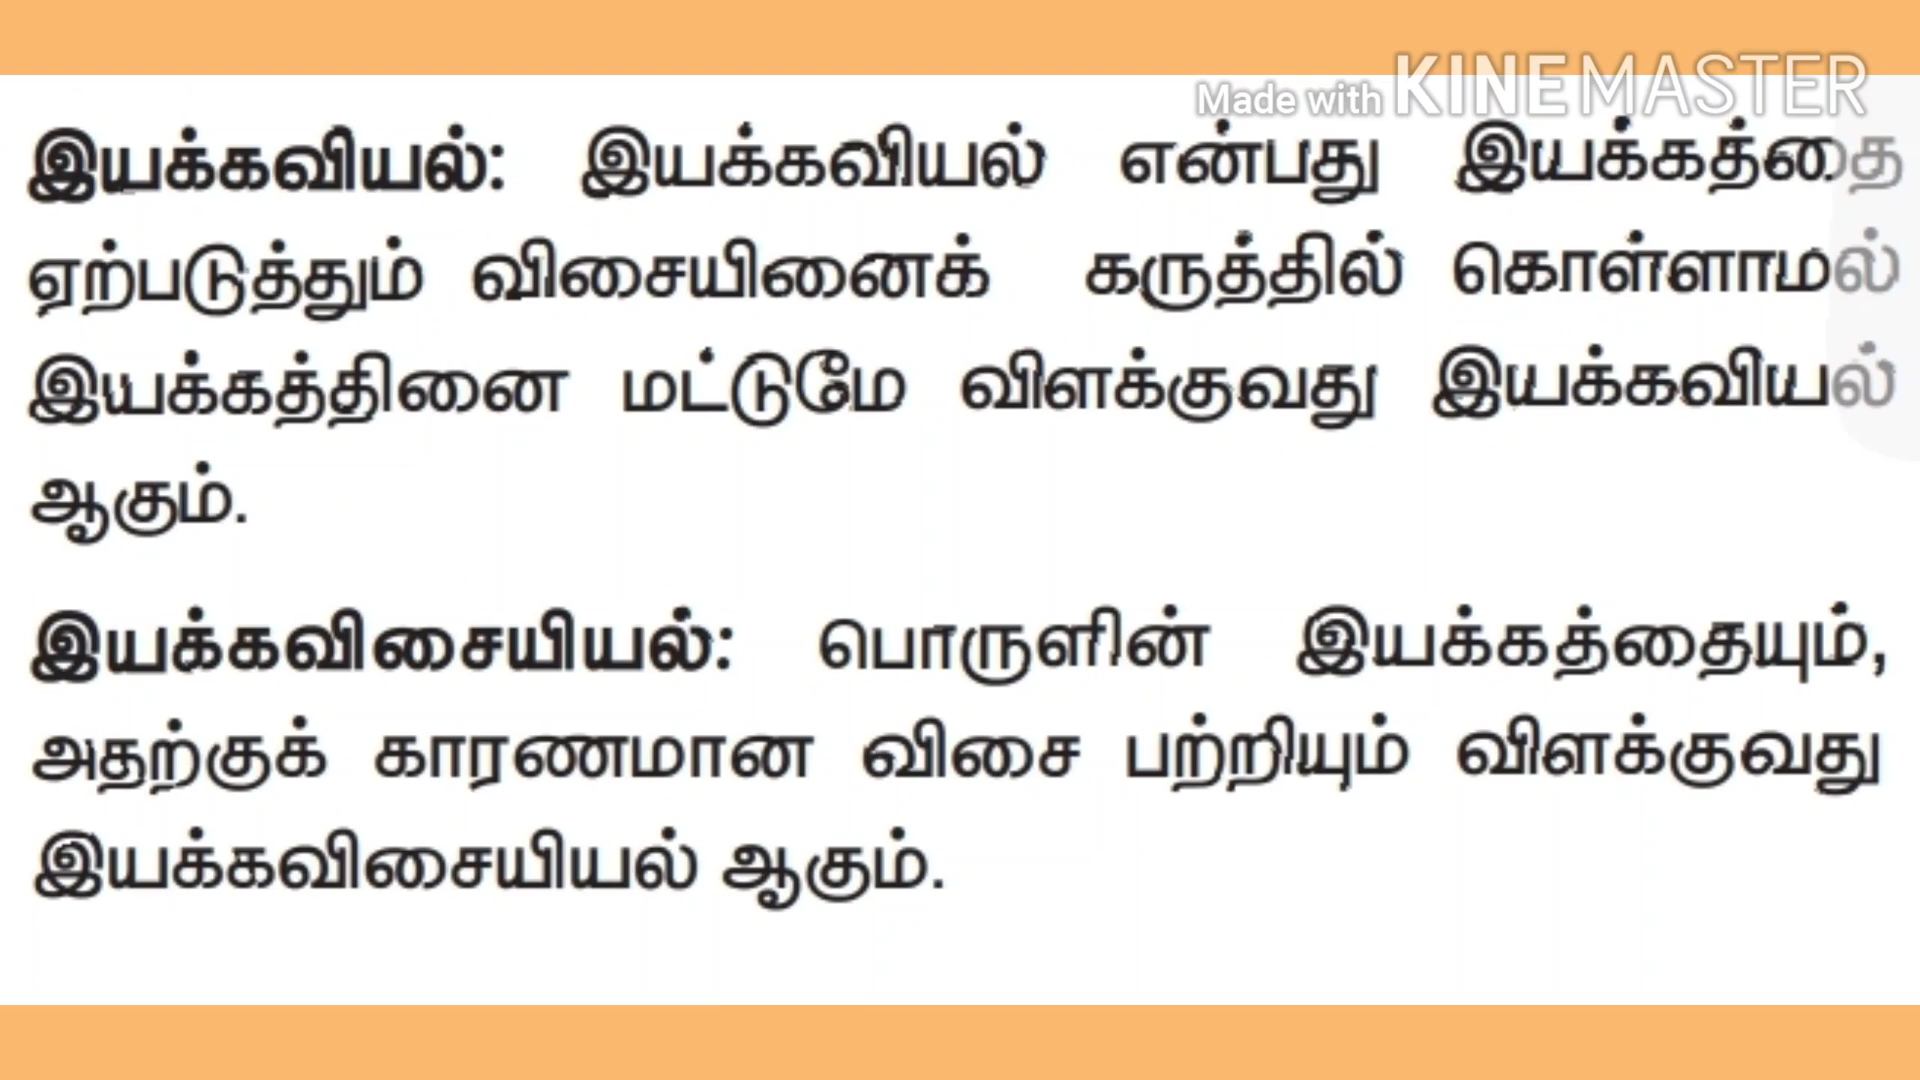 Made with KINEMASTER
இயக்கவியல்: இயக்கவியல் என்பது இயக்கத்தை
ஏற்படுத்தும் விசையினைக் கருத்தில் கொள்ளாமல்
இயக்கத்தினை மட்டுமே விளக்குவது இயக்கவியல்
ஆகும்.
இயக்கவிசையியல்: பொருளின் இயக்கத்தையும்,
அதற்குக் காரணமான விசை பற்றியும் விளக்குவது
இயக்கவிசையியல் ஆகும்.